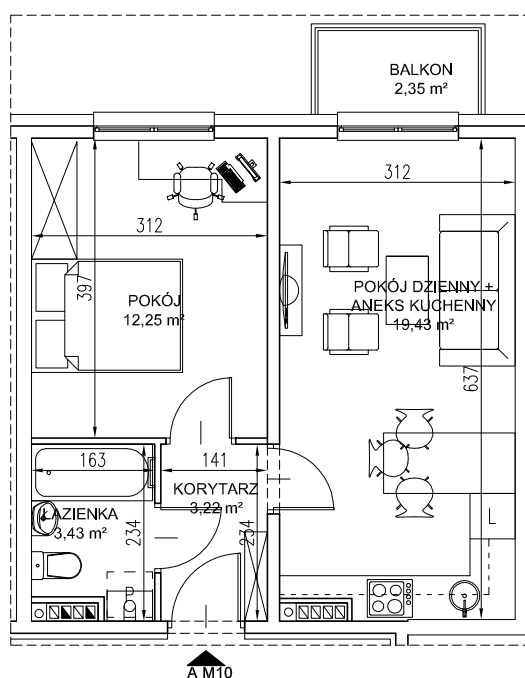 BALKON
2,35 m²
312
312
397
POKÓJ
12,25 m²
POKÓJ DZIENNY +
ANEKS KUCHENNY
19,43 m²
637
163
141
KORYTARZ
3,22 m²
ŁAZIENKA
3,43 m²
234
234
L
P
A M10